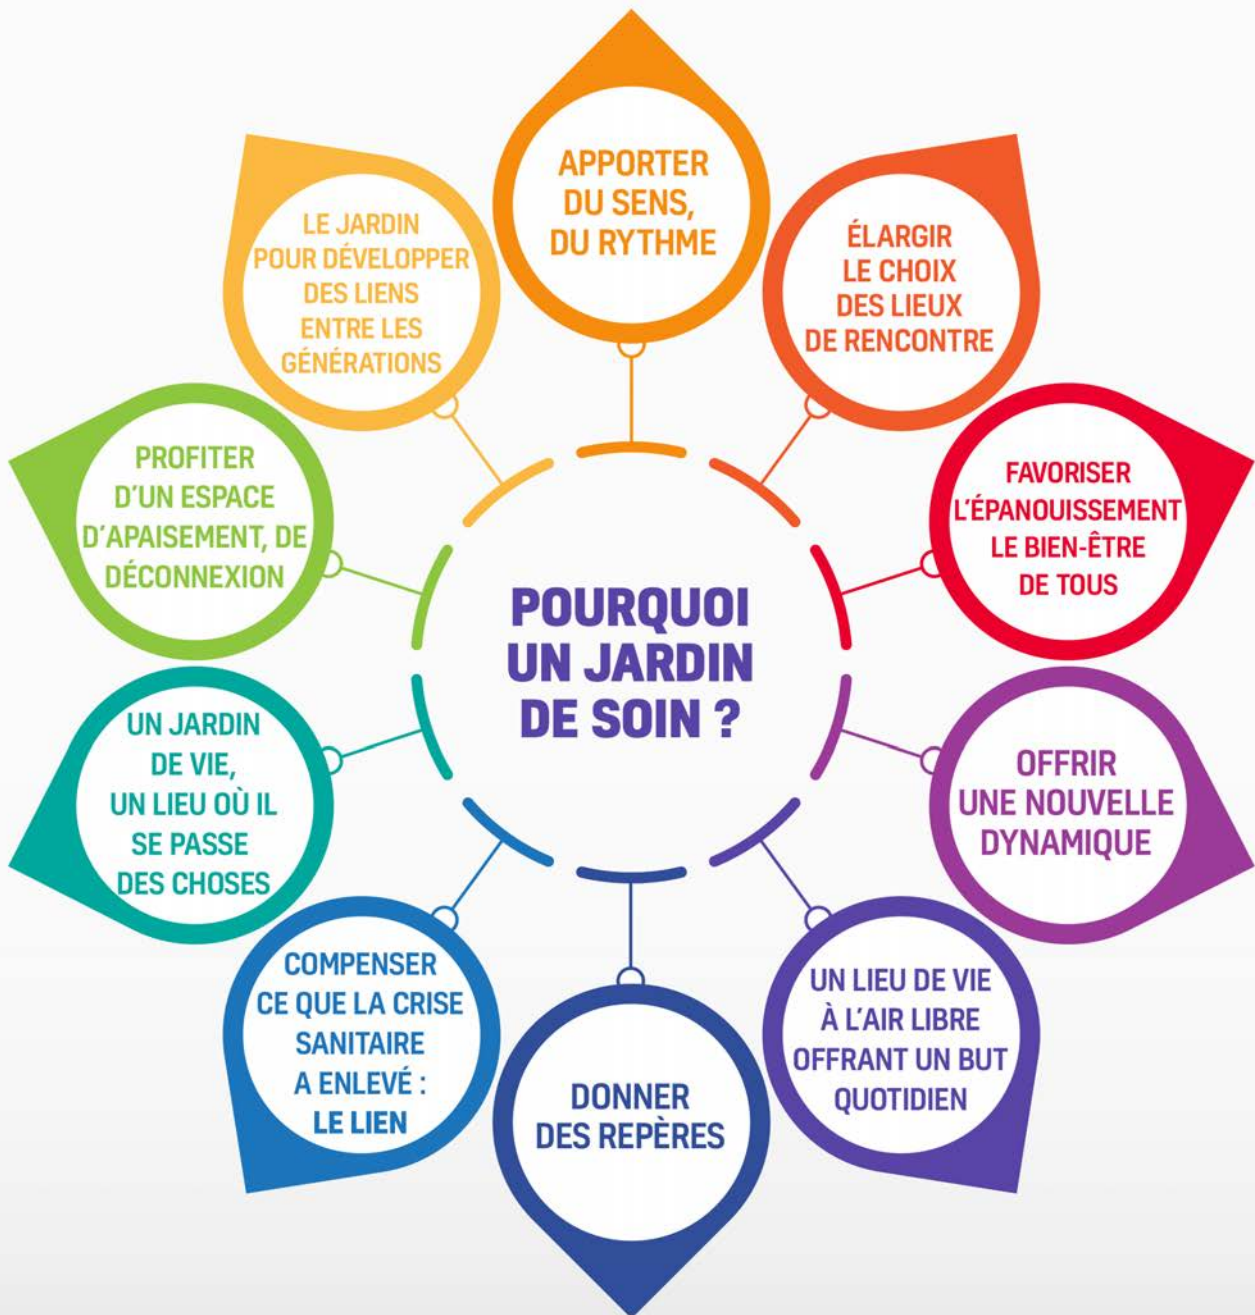 POURQUOI
UN JARDIN
DE SOIN ?
APPORTER
DU SENS,
DU RYTHME
ÉLARGIR
LE CHOIX
DES LIEUX
DE RENCONTRE
FAVORISER
L'ÉPANOUISSEMENT
LE BIEN-ÊTRE
DE TOUS
OFFRIR
UNE NOUVELLE
DYNAMIQUE
UN LIEU DE VIE
À L'AIR LIBRE
OFFRANT UN BUT
QUOTIDIEN
DONNER
DES REPÈRES
COMPENSER
CE QUE LA CRISE
SANITAIRE
A ENLEVÉ :
LE LIEN
UN JARDIN
DE VIE,
UN LIEU OÙ IL
SE PASSE
DES CHOSES
PROFITER
D'UN ESPACE
D'APAISEMENT, DE
DÉCONNEXION
LE JARDIN
POUR DÉVELOPPER
DES LIENS
ENTRE LES
GÉNÉRATIONS